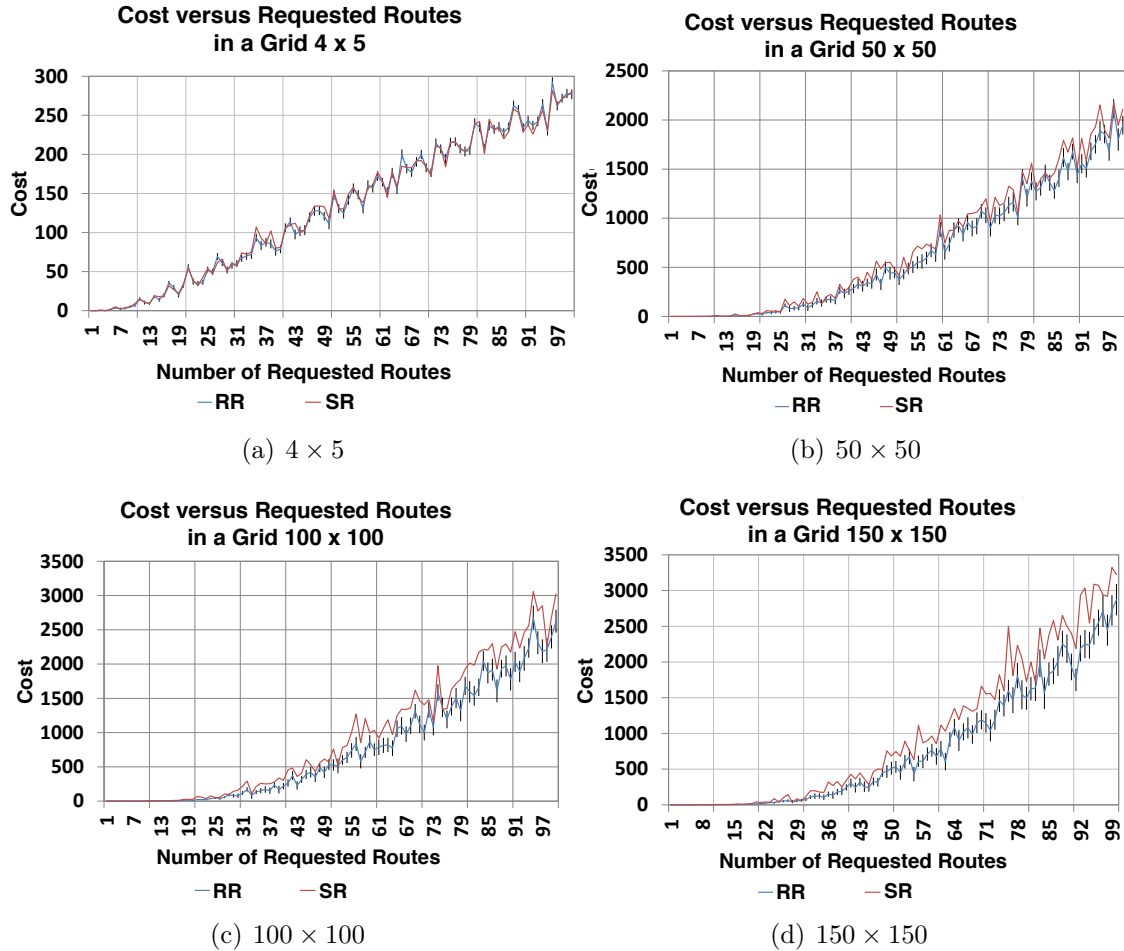 Cost versus Requested Routes
in a Grid 4 x 5
300
250
200
150
100
50
0
Cost
1 7 13 19 25 31 37 43 49 55 61 67 73 79 85 91 97
Number of Requested Routes
RR SR
(a) 4 × 5
Cost versus Requested Routes
in a Grid 50 x 50
2500
2000
1500
1000
500
0
Cost
1 7 13 19 25 31 37 43 49 55 61 67 73 79 85 91 97
Number of Requested Routes
RR SR
(b) 50 × 50
Cost versus Requested Routes
in a Grid 100 x 100
3500
3000
2500
2000
1500
1000
500
0
Cost
1 7 13 19 25 31 37 43 49 55 61 67 73 79 85 91 97
Number of Requested Routes
RR SR
(c) 100 × 100
Cost versus Requested Routes
in a Grid 150 x 150
3500
3000
2500
2000
1500
1000
500
0
Cost
1 8 15 22 29 36 43 50 57 64 71 78 85 92 99
Number of Requested Routes
RR SR
(d) 150 × 150